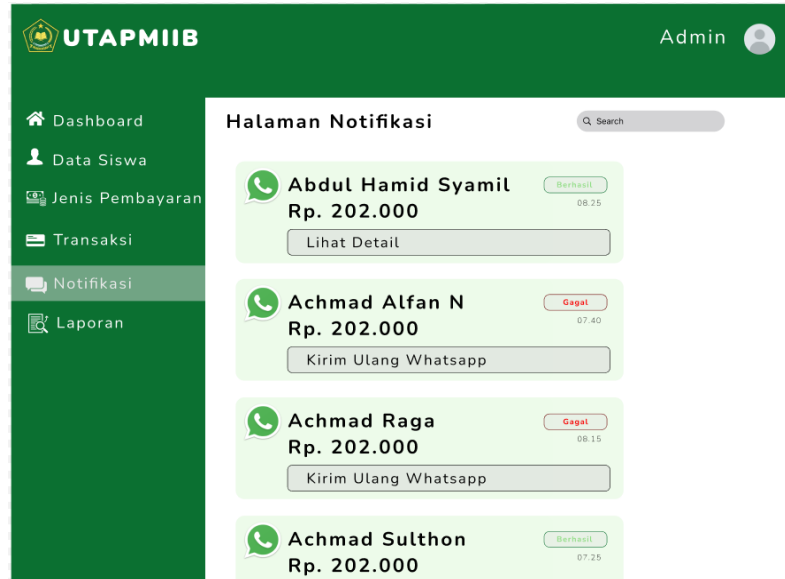 UTAPMIIB
Admin
Dashboard
Data Siswa
Jenis Pembayaran
Transaksi
Notifikasi
Laporan
Halaman Notifikasi
Search
Abdul Hamid Syamil
Berhasil
Rp. 202.000
08.25
Lihat Detail
Achmad Alfan N
Gagal
Rp. 202.000
07.40
Kirim Ulang Whatsapp
Achmad Raga
Gagal
Rp. 202.000
08.15
Kirim Ulang Whatsapp
Achmad Sulthon
Berhasil
Rp. 202.000
07.25